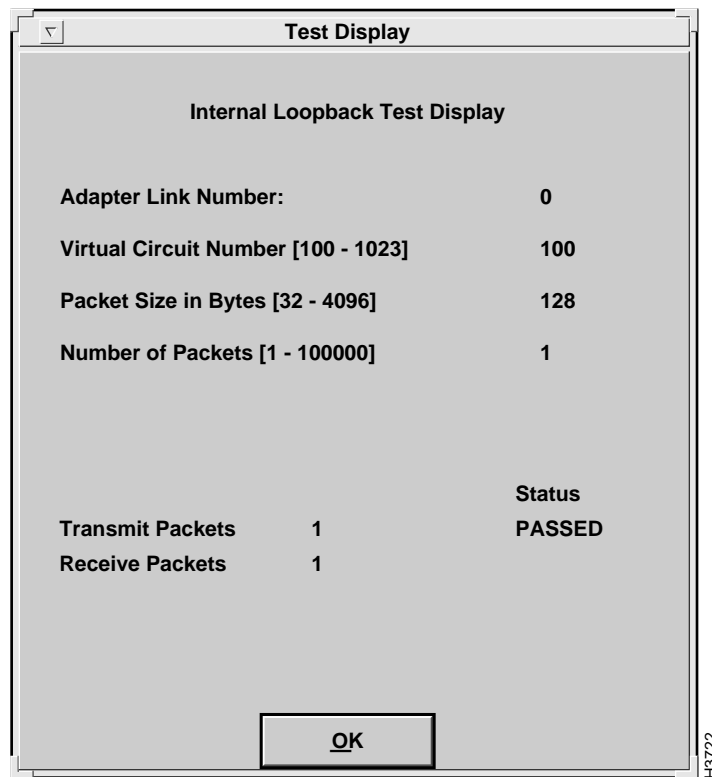 Test Display
Internal Loopback Test Display
Adapter Link Number: 0
Virtual Circuit Number [100 - 1023] 100
Packet Size in Bytes [32 - 4096] 128
Number of Packets [1 - 100000] 1
Status
Transmit Packets 1 PASSED
Receive Packets 1
OK
H3722